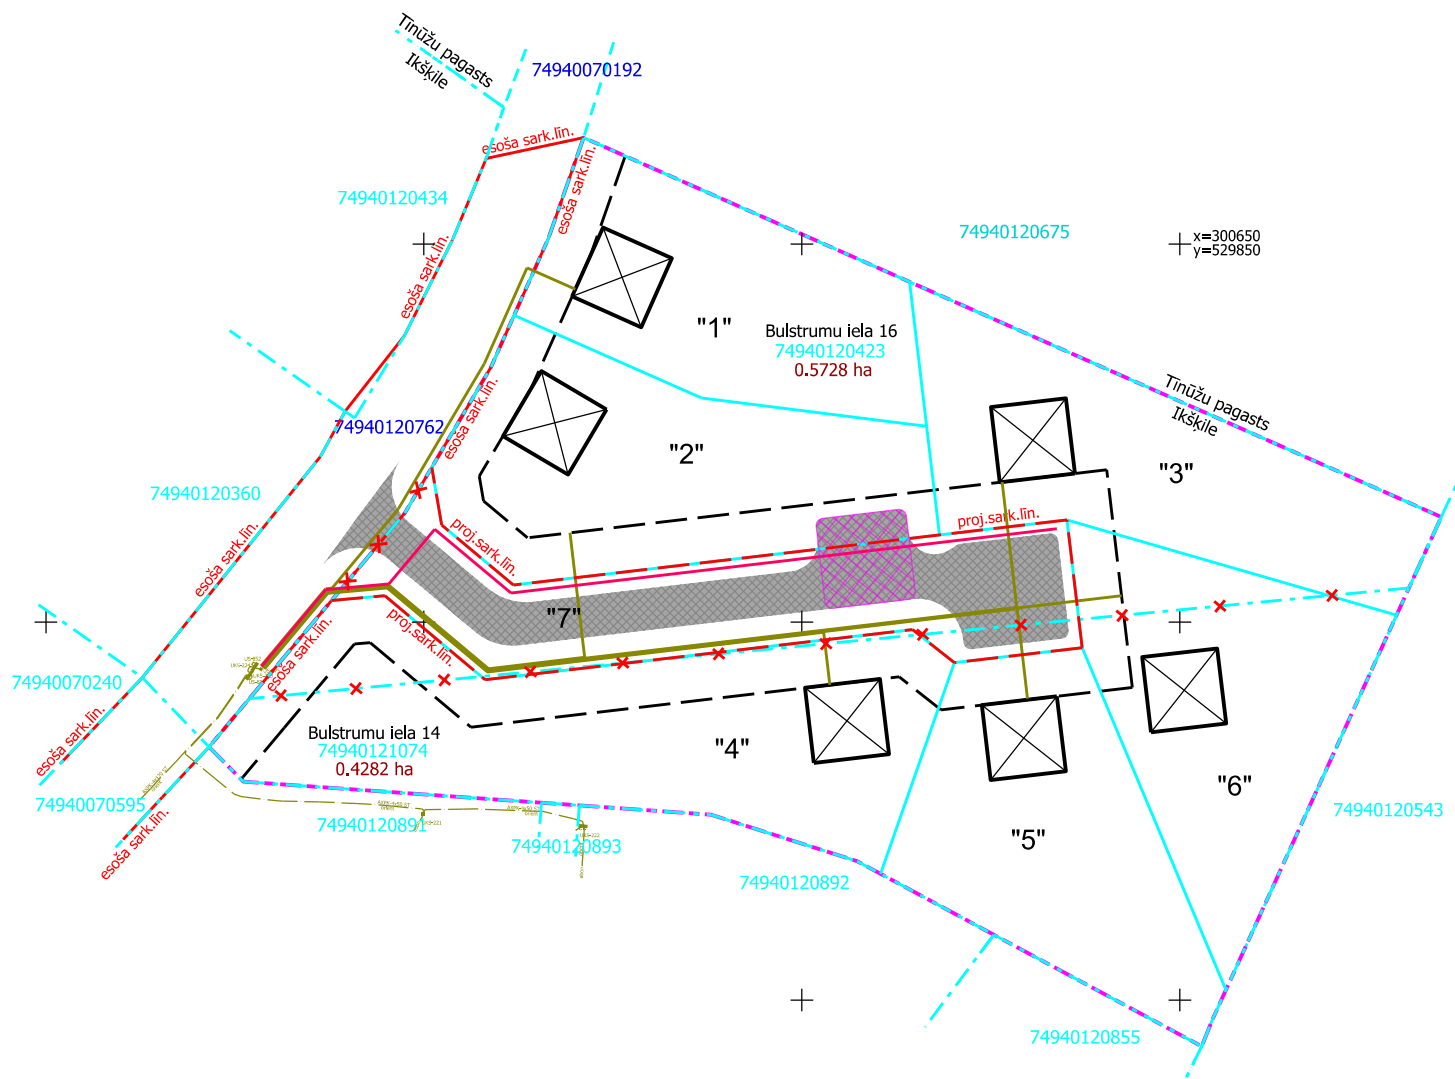 Tīnūžu pagasts
Ikšķile
74940070192
esoša sark.līn.
esoša sark.līn.
74940120434
74940120675
x=300650
y=529850
esoša sark.līn.
"1"
Bulstrumu iela 16
74940120423
0.5728 ha
Tīnūžu pagasts
Ikšķile
esoša sark.līn.
74940120762
"2"
"3"
74940120360
proj.sark.līn.
proj.sark.līn.
esoša sark.līn.
"7"
proj.sark.līn.
esoša sark.līn.
74940070240
esoša sark.līn.
Bulstrumu iela 14
74940121074
0.4282 ha
"4"
"6"
74940070595
esoša sark.līn.
74940120891
74940120893
"5"
74940120543
74940120892
74940120855